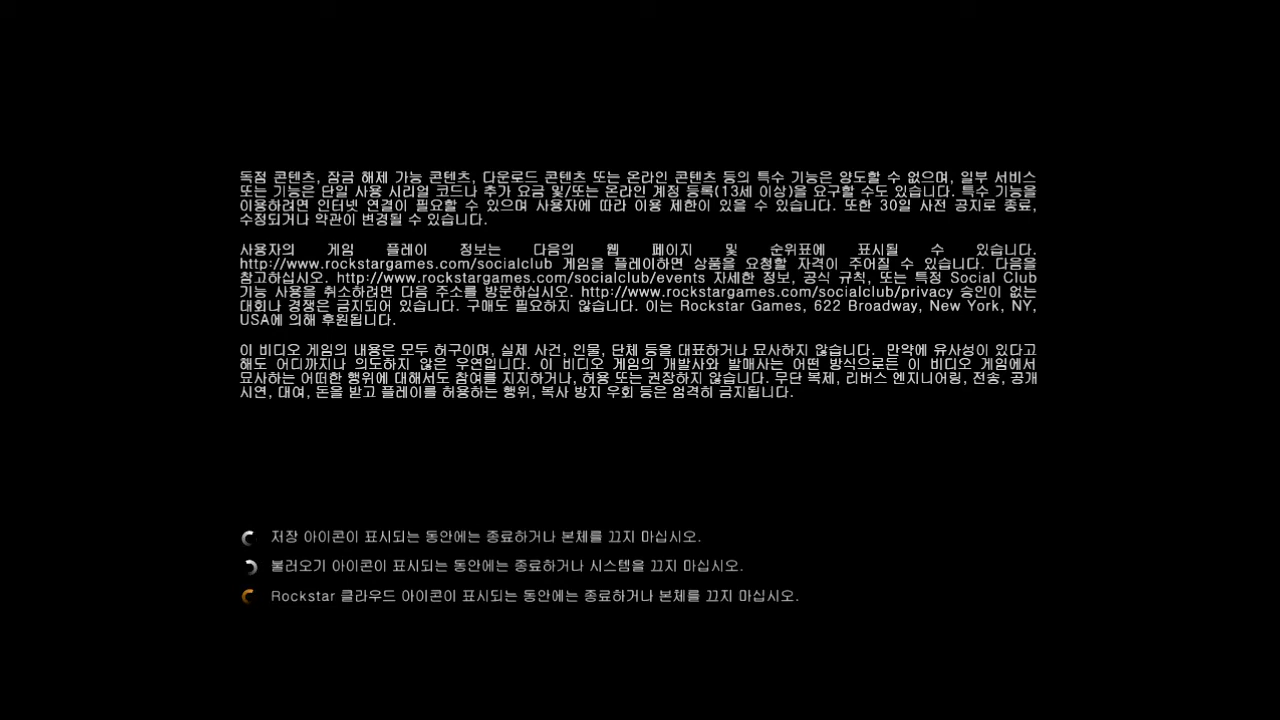 독점 콘텐츠, 잠금 해제 가능 콘텐츠, 다운로드 콘텐츠 또는 온라인 콘텐츠 등의 특수 기능은 양도할 수 없으며, 일부 서비스
또는 기능은 단일 사용 시리얼 코드나 추가 요금 및/또는 온라인 계정 등록(13세 이상)을 요구할 수도 있습니다. 특수 기능을
이용하려면 인터넷 연결이 필요할 수 있으며 사용자에 따라 이용 제한이 있을 수 있습니다. 또한 30일 사전 공지로 종료,
수정되거나 약관이 변경될 수 있습니다.
사용자의 게임 플레이 정보는 다음의 웹 페이지 및 순위표에 표시될 수 있습니다.
http://www.rockstargames.com/socialclub 게임을 플레이하면 상품을 요청할 자격이 주어질 수 있습니다. 다음을
참고하십시오. http://www.rockstargames.com/socialclub/events 자세한 정보, 공식 규칙, 또는 특정 Social Club
기능 사용을 취소하려면 다음 주소를 방문하십시오. http://www.rockstargames.com/socialclub/privacy 승인이 없는
대회나 경쟁은 금지되어 있습니다. 구매도 필요하지 않습니다. 이는 Rockstar Games, 622 Broadway, New York, NY,
USA에 의해 후원됩니다.
이 비디오 게임의 내용은 모두 허구이며, 실제 사건, 인물, 단체 등을 대표하거나 묘사하지 않습니다. 만약에 유사성이 있다고
해도 어디까지나 의도하지 않은 우연입니다. 이 비디오 게임의 개발사와 발매사는 어떤 방식으로든 이 비디오 게임에서
묘사하는 어떠한 행위에 대해서도 참여를 지지하거나, 허용 또는 권장하지 않습니다. 무단 복제, 리버스 엔지니어링, 전송, 공개
시연, 대여, 돈을 받고 플레이를 허용하는 행위, 복사 방지 우회 등은 엄격히 금지됩니다.
저장 아이콘이 표시되는 동안에는 종료하거나 본체를 끄지 마십시오.
불러오기 아이콘이 표시되는 동안에는 종료하거나 시스템을 끄지 마십시오.
Rockstar 클라우드 아이콘이 표시되는 동안에는 종료하거나 본체를 끄지 마십시오.